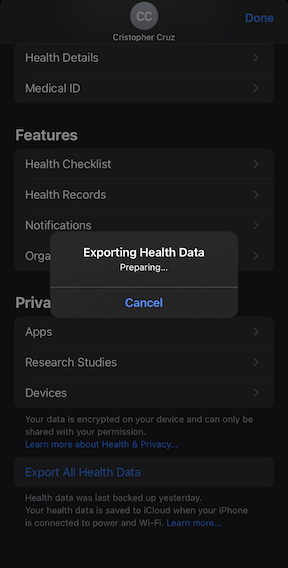 CC
Done
Cristopher Cruz
Health Details
Medical ID
Features
Health Checklist
Health Records
Notifications
Orga
Exporting Health Data
Preparing...
Cancel
Priva
Apps
Research Studies
Devices
Your data is encrypted on your device and can only be
shared with your permission.
Learn more about Health & Privacy...
Export All Health Data
Health data was last backed up yesterday.
Your health data is saved to iCloud when your iPhone
is connected to power and Wi-Fi. Learn more...